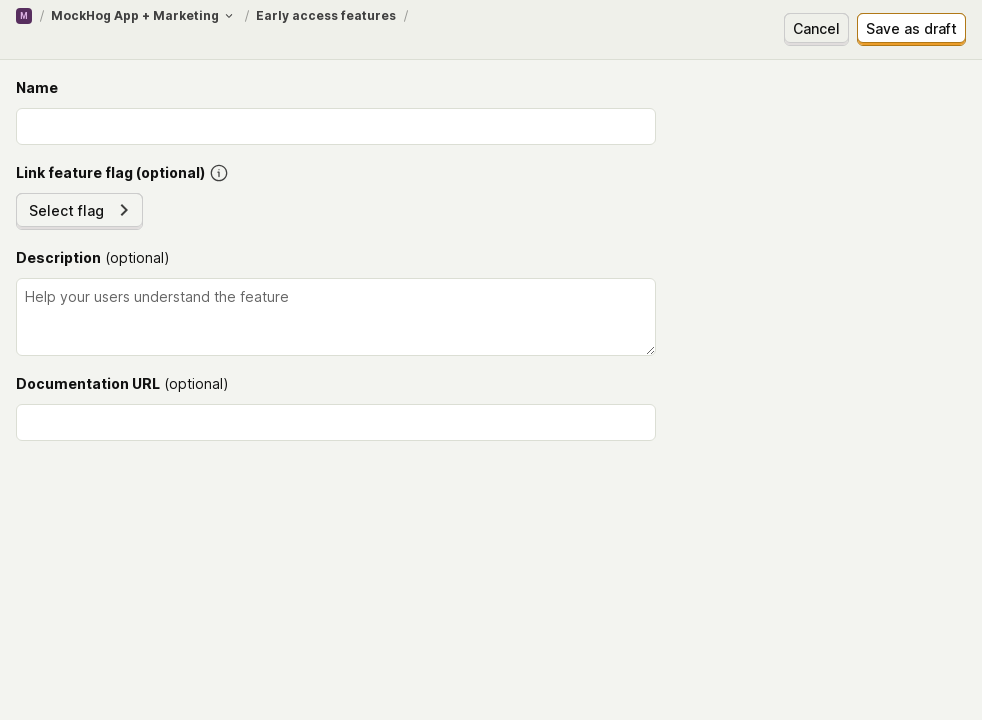 M / MockHog App + Marketing / Early access features /
Cancel
Save as draft
Name
Link feature flag (optional)
Select flag
Description (optional)
Help your users understand the feature
Documentation URL (optional)